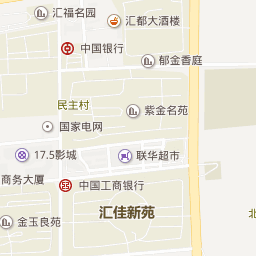 汇福名园
汇都大酒楼
中国银行
郁金香庭
民主村
紫金名苑
国家电网
17.5影城
联华超市
商务大厦
中国工商银行
汇佳新苑
北
金玉良苑